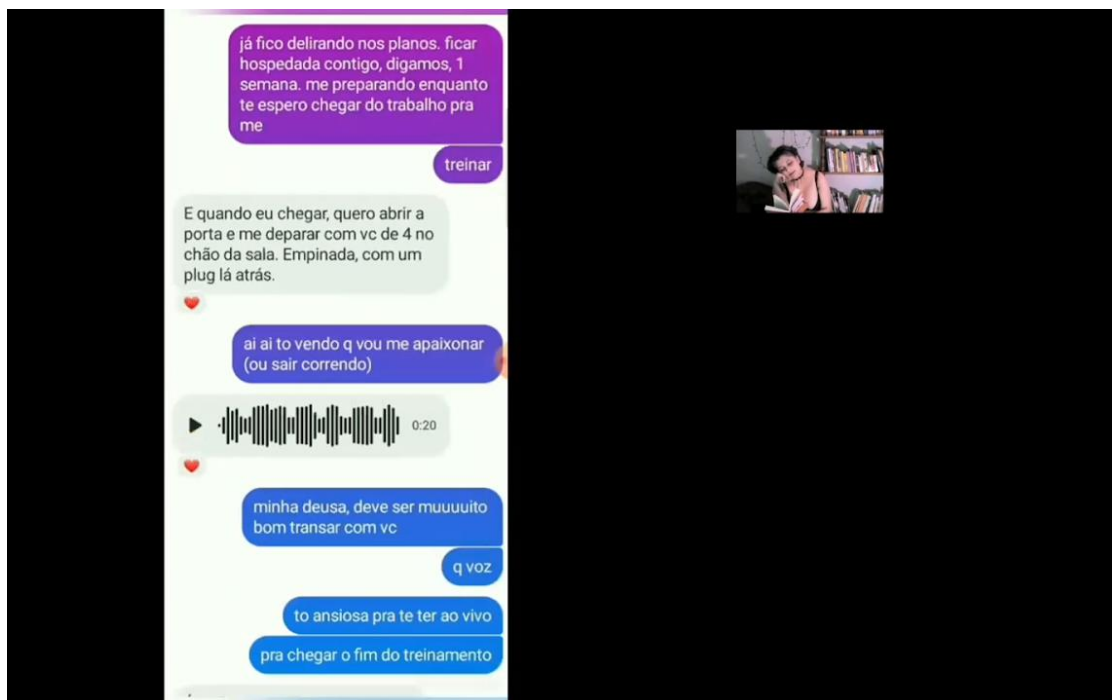 já fico delirando nos planos. ficar
hospedada contigo, digamos, 1
semana. me preparando enquanto
te espero chegar do trabalho pra
me
treinar
E quando eu chegar, quero abrir a
porta e me deparar com vc de 4 no
chão da sala. Empinada, com um
plug lá atrás.
ai ai to vendo q vou me apaixonar
(ou sair correndo)
0:20
minha deusa, deve ser muuuuito
bom transar com vc
q voz
to ansiosa pra te ter ao vivo
pra chegar o fim do treinamento